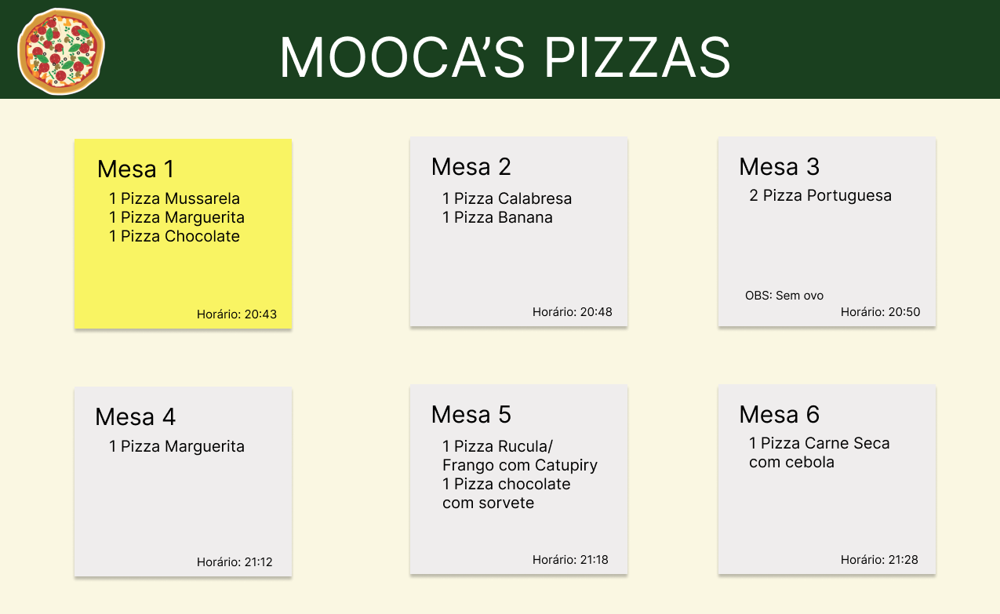 MOOCA’S PIZZAS
Mesa 1
1 Pizza Mussarela
1 Pizza Marguerita
1 Pizza Chocolate
Horário: 20:43
Mesa 2
1 Pizza Calabresa
1 Pizza Banana
Horário: 20:48
Mesa 3
2 Pizza Portuguesa
OBS: Sem ovo
Horário: 20:50
Mesa 4
1 Pizza Marguerita
Horário: 21:12
Mesa 5
1 Pizza Rucula/
Frango com Catupiry
1 Pizza chocolate
com sorvete
Horário: 21:18
Mesa 6
1 Pizza Carne Seca
com cebola
Horário: 21:28